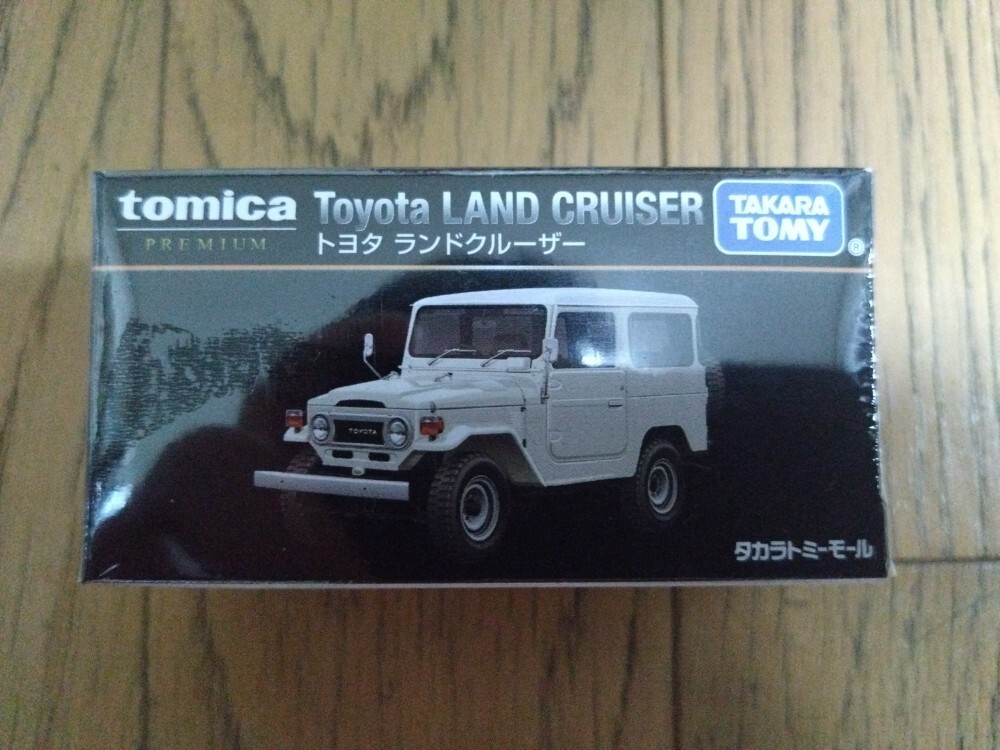 tomica
PREMIUM
Toyota LAND CRUISER
トヨタ ランドクルーザー
TAKARA
TOMY
®
TOYOTA
タカラトミーモール